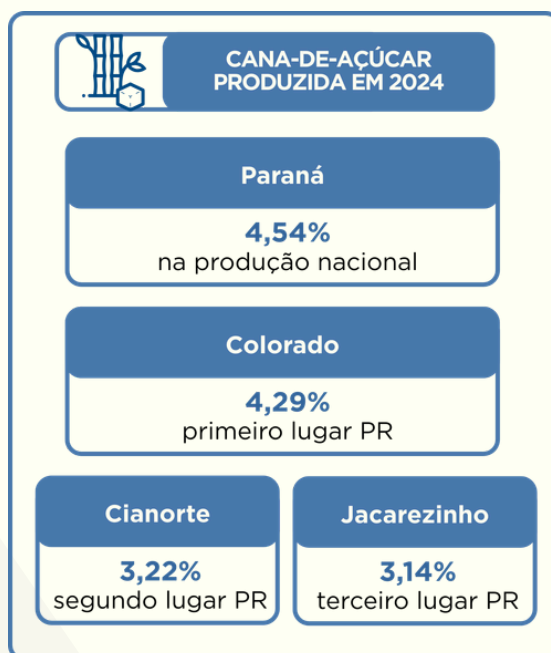 CANA-DE-AÇÚCAR
PRODUZIDA EM 2024
Paraná
4,54%
na produção nacional
Colorado
4,29%
primeiro lugar PR
Cianorte
3,22%
segundo lugar PR
Jacarezinho
3,14%
terceiro lugar PR